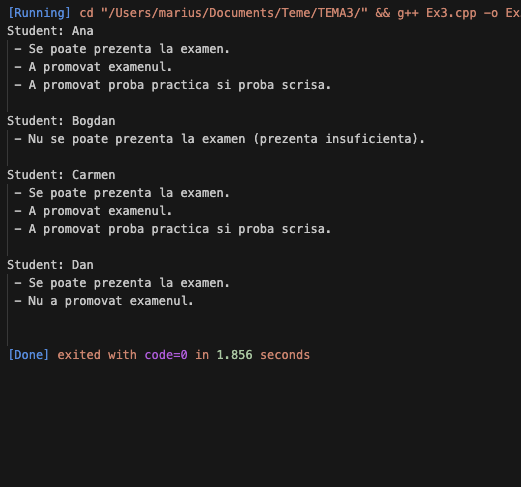 [Running] cd "/Users/marius/Documents/Teme/TEMA3/" && g++ Ex3.cpp -o Ex
Student: Ana
- Se poate prezenta la examen.
- A promovat examenul.
- A promovat proba practica si proba scrisa.
Student: Bogdan
- Nu se poate prezenta la examen (prezenta insuficienta).
Student: Carmen
- Se poate prezenta la examen.
- A promovat examenul.
- A promovat proba practica si proba scrisa.
Student: Dan
- Se poate prezenta la examen.
- Nu a promovat examenul.
[Done] exited with code=0 in 1.856 seconds